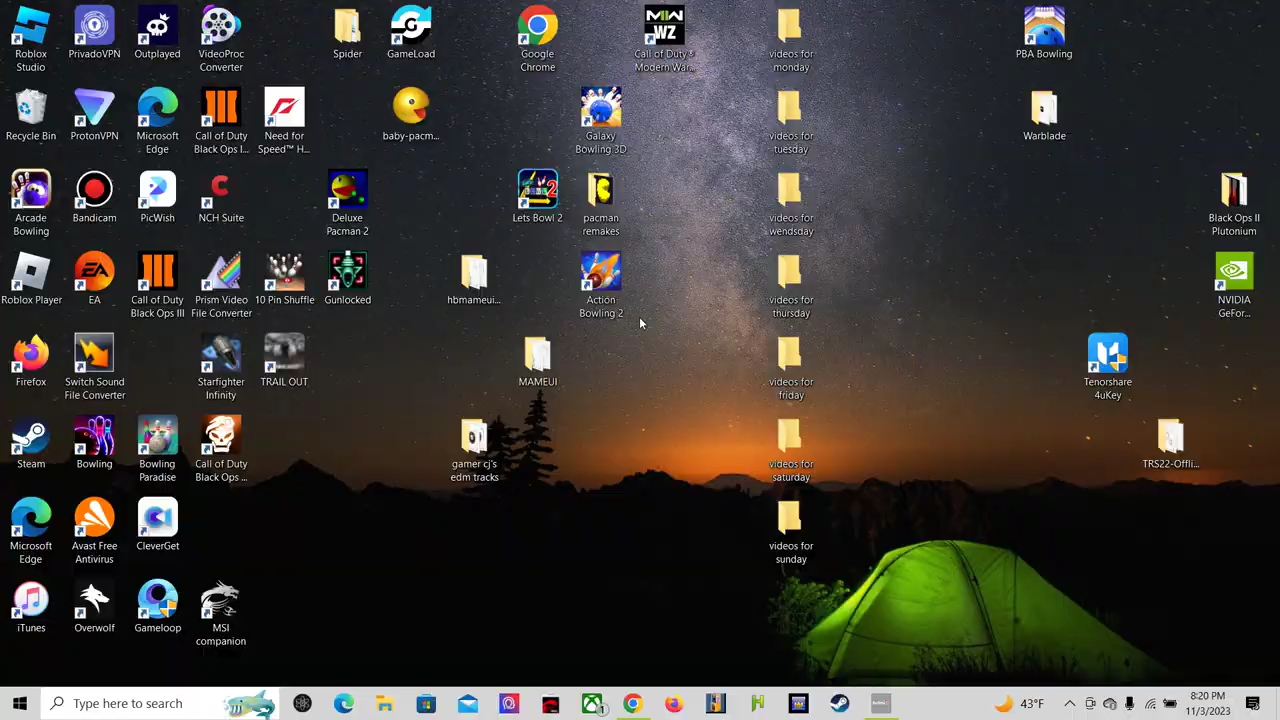 Roblox
Studio
PrivadoVPN
Outplayed
VideoProc
Converter
Spider
GameLoad
Google
Chrome
MW
WZ
Call of Duty®
Modern War...
videos for
monday
PBA Bowling
Recycle Bin
ProtonVPN
Microsoft
Edge
Call of Duty
Black Ops I...
Need for
Speed™ H...
baby-pacm...
Galaxy
Bowling 3D
videos for
tuesday
Warblade
Arcade
Bowling
Bandicam
PicWish
NCH Suite
Deluxe
Pacman 2
Lets Bowl 2
pacman
remakes
videos for
wendsday
Black Ops II
Plutonium
Roblox Player
EA
EA
Call of Duty
Black Ops III
Prism Video
File Converter
10 Pin Shuffle
Gunlocked
hbmameui...
Action
Bowling 2
videos for
thursday
NVIDIA
GeFor...
Firefox
Switch Sound
File Converter
Starfighter
Infinity
TRAIL OUT
MAMEUI
videos for
friday
Tenorshare
4uKey
Steam
Bowling
Bowling
Paradise
Call of Duty
Black Ops ...
gamer cj's
edm tracks
videos for
saturday
TRS22-Offli...
Microsoft
Edge
Avast Free
Antivirus
CleverGet
videos for
sunday
iTunes
Overwolf
Gameloop
MSI
companion
Type here to search
43°F
8:20 PM
11/3/2023